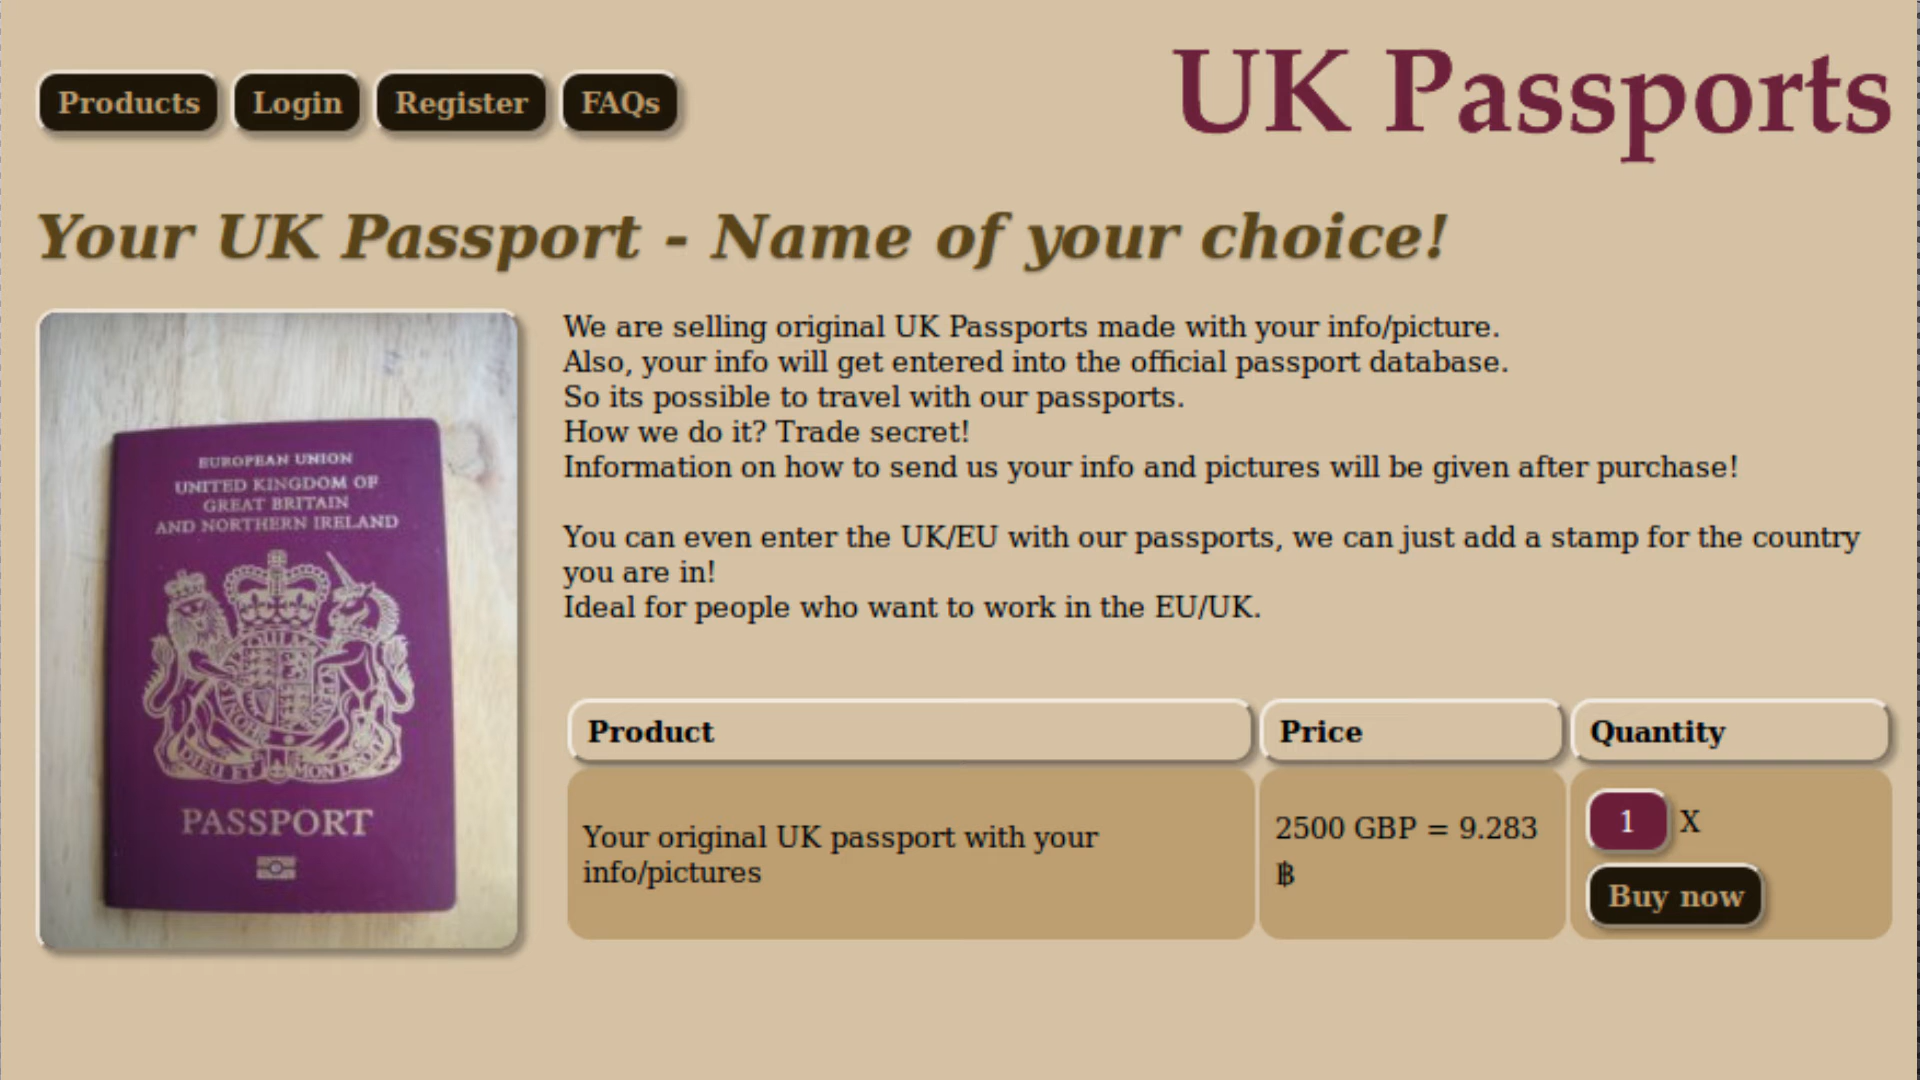 Products Login Register FAQs
UK Passports
Your UK Passport - Name of your choice!
We are selling original UK Passports made with your info/picture.
Also, your info will get entered into the official passport database.
So its possible to travel with our passports.
How we do it? Trade secret!
Information on how to send us your info and pictures will be given after purchase!
You can even enter the UK/EU with our passports, we can just add a stamp for the country
you are in!
Ideal for people who want to work in the EU/UK.
EUROPEAN UNION
UNITED KINGDOM OF
GREAT BRITAIN
AND NORTHERN IRELAND
DIEU ET MON DROIT
PASSPORT
Product Price Quantity
Your original UK passport with your
info/pictures
2500 GBP = 9.283
฿
1 X
Buy now